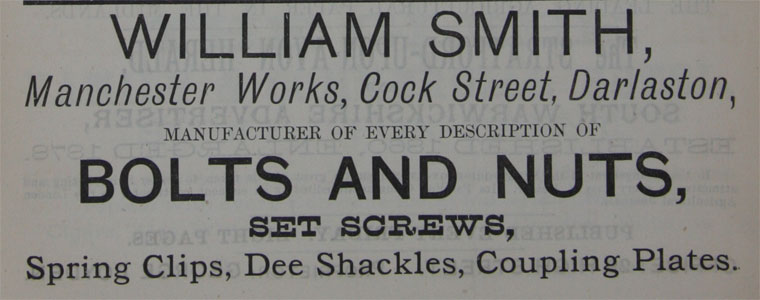 WILLIAM SMITH,
Manchester Works, Cock Street, Darlaston,
MANUFACTURER OF EVERY DESCRIPTION OF
BOLTS AND NUTS,
SET SCREWS,
Spring Clips, Dee Shackles, Coupling Plates.